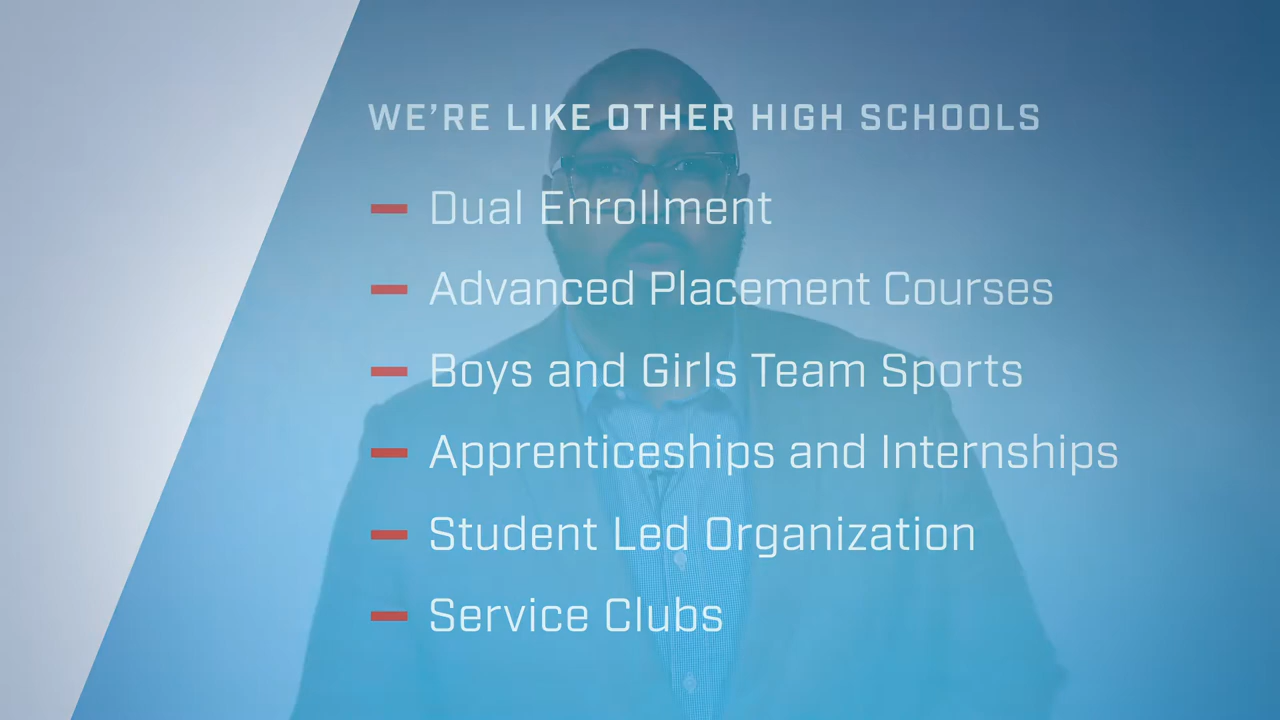 WE'RE LIKE OTHER HIGH SCHOOLS
Dual Enrollment
Advanced Placement Courses
Boys and Girls Team Sports
Apprenticeships and Internships
Student Led Organization
Service Clubs